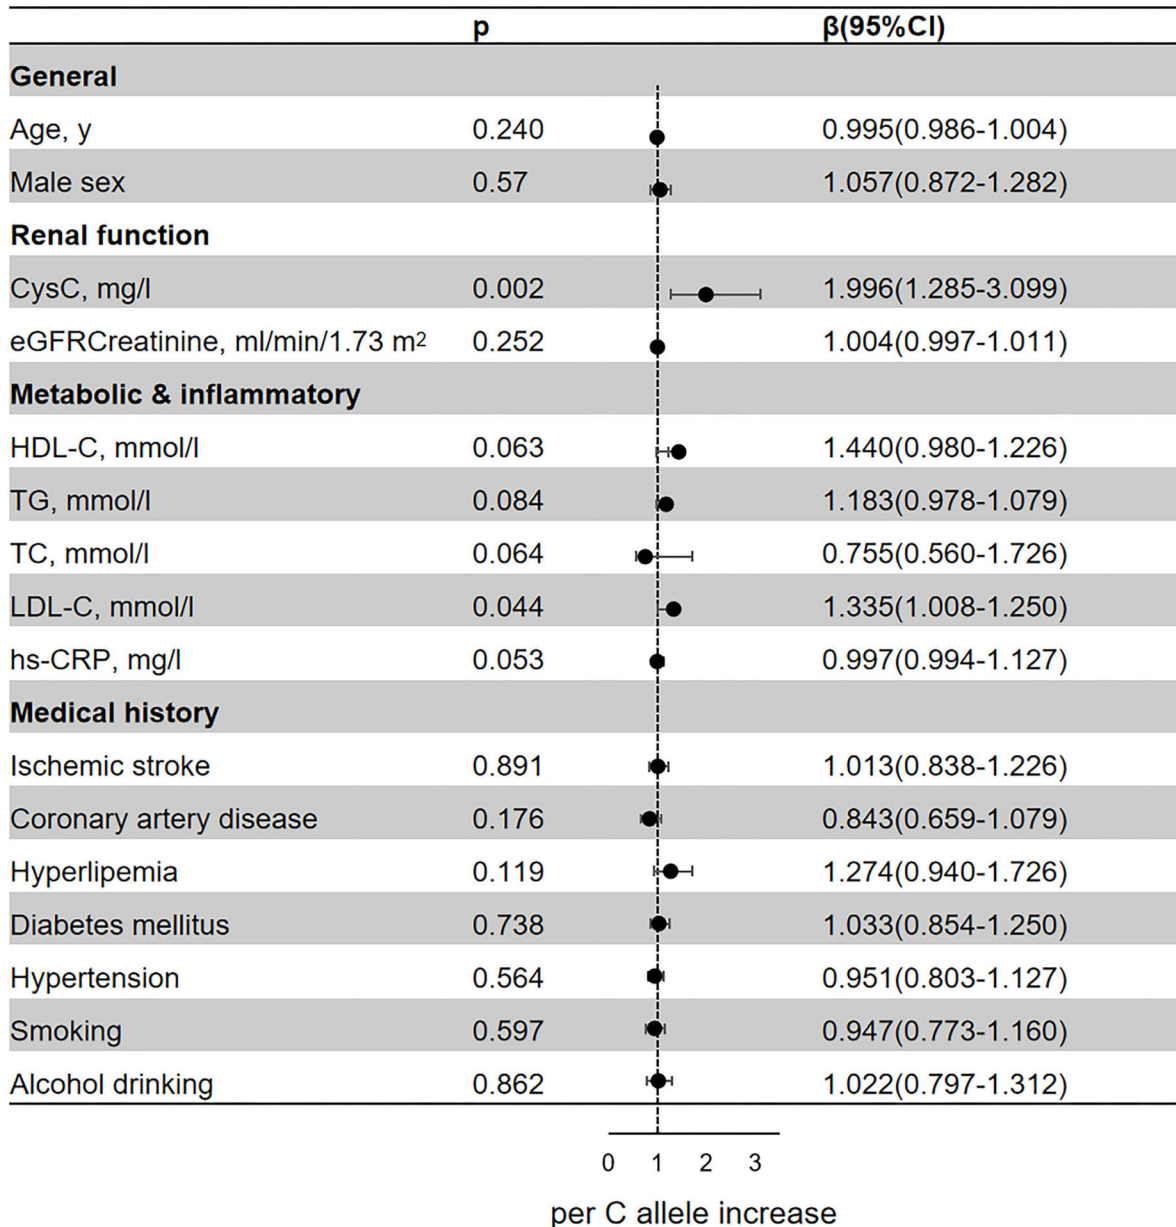 p β(95%CI)
General
Age, y 0.240 0.995(0.986-1.004)
Male sex 0.57 1.057(0.872-1.282)
Renal function
CysC, mg/l 0.002 1.996(1.285-3.099)
eGFRCreatinine, ml/min/1.73 m² 0.252 1.004(0.997-1.011)
Metabolic & inflammatory
HDL-C, mmol/l 0.063 1.440(0.980-1.226)
TG, mmol/l 0.084 1.183(0.978-1.079)
TC, mmol/l 0.064 0.755(0.560-1.726)
LDL-C, mmol/l 0.044 1.335(1.008-1.250)
hs-CRP, mg/l 0.053 0.997(0.994-1.127)
Medical history
Ischemic stroke 0.891 1.013(0.838-1.226)
Coronary artery disease 0.176 0.843(0.659-1.079)
Hyperlipemia 0.119 1.274(0.940-1.726)
Diabetes mellitus 0.738 1.033(0.854-1.250)
Hypertension 0.564 0.951(0.803-1.127)
Smoking 0.597 0.947(0.773-1.160)
Alcohol drinking 0.862 1.022(0.797-1.312)
0 1 2 3
per C allele increase